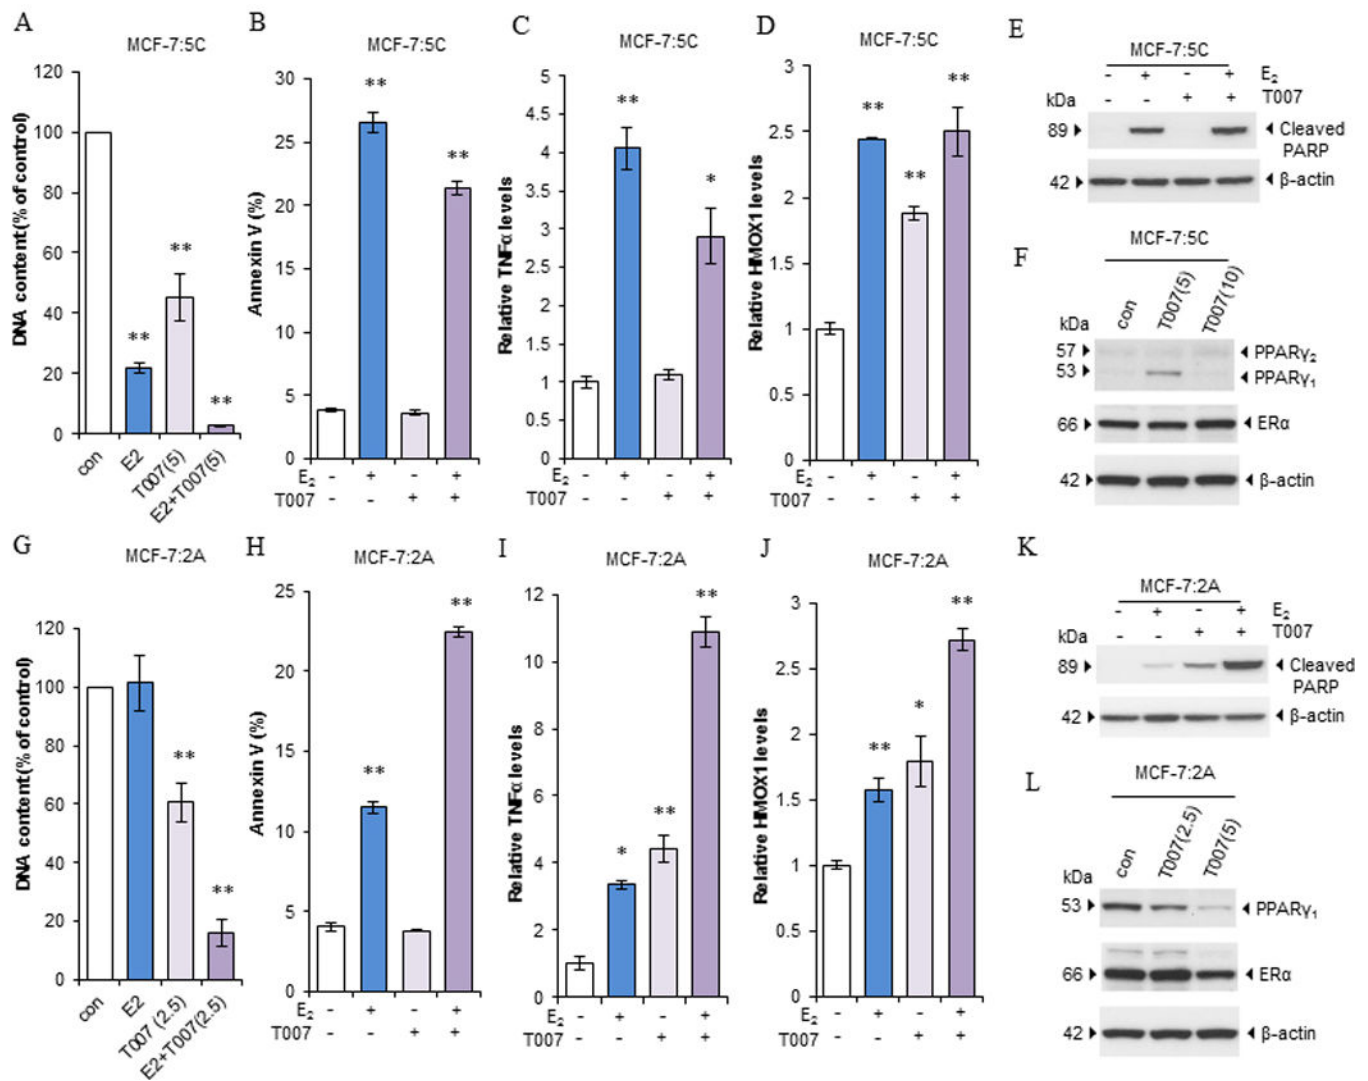 A
MCF-7:5C
DNA content (% of control)
120
100
80
60
40
20
0
**
**
**
con
E2
T007(5)
E2+T007(5)
B
MCF-7:5C
Annexin V (%)
30
25
20
15
10
5
0
**
**
E₂ - + - +
T007 - - + +
C
MCF-7:5C
Relative TNFα levels
5
4.5
4
3.5
3
2.5
2
1.5
1
0.5
0
**
*
E₂ - + - +
T007 - - + +
D
MCF-7:5C
Relative HMOX1 levels
3
2.5
2
1.5
1
0.5
0
**
**
**
E₂ - + - +
T007 - - + +
E
MCF-7:5C
- + - + E₂
kDa - - + + T007
89 Cleaved
PARP
42 β-actin
F
MCF-7:5C
kDa con T007(5) T007(10)
57 PPARγ₂
53 PPARγ₁
66 ERα
42 β-actin
G
MCF-7:2A
DNA content (% of control)
120
100
80
60
40
20
0
**
**
con
E2
T007 (2.5)
E2+T007(2.5)
H
MCF-7:2A
Annexin V (%)
25
20
15
10
5
0
**
**
E₂ - + - +
T007 - - + +
I
MCF-7:2A
Relative TNFα levels
12
10
8
6
4
2
0
*
**
**
E₂ - + - +
T007 - - + +
J
MCF-7:2A
Relative HMOX1 levels
3
2.5
2
1.5
1
0.5
0
**
*
**
E₂ - + - +
T007 - - + +
K
MCF-7:2A
- + - + E₂
kDa - - + + T007
89 Cleaved
PARP
42 β-actin
L
MCF-7:2A
kDa con T007(2.5) T007(5)
53 PPARγ₁
66 ERα
42 β-actin